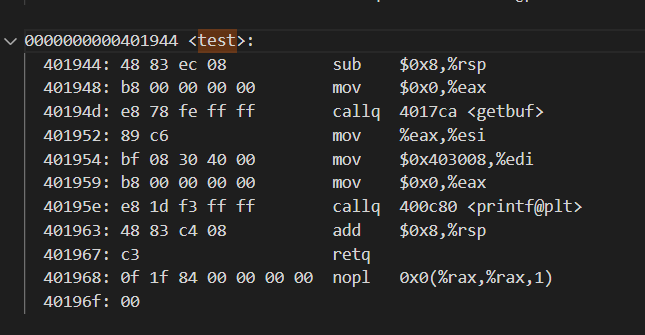 0000000000401944 <test>:
401944: 48 83 ec 08 sub $0x8,%rsp
401948: b8 00 00 00 00 mov $0x0,%eax
40194d: e8 78 fe ff ff callq 4017ca <getbuf>
401952: 89 c6 mov %eax,%esi
401954: bf 08 30 40 00 mov $0x403008,%edi
401959: b8 00 00 00 00 mov $0x0,%eax
40195e: e8 1d f3 ff ff callq 400c80 <printf@plt>
401963: 48 83 c4 08 add $0x8,%rsp
401967: c3 retq
401968: 0f 1f 84 00 00 00 00 nopl 0x0(%rax,%rax,1)
40196f: 00